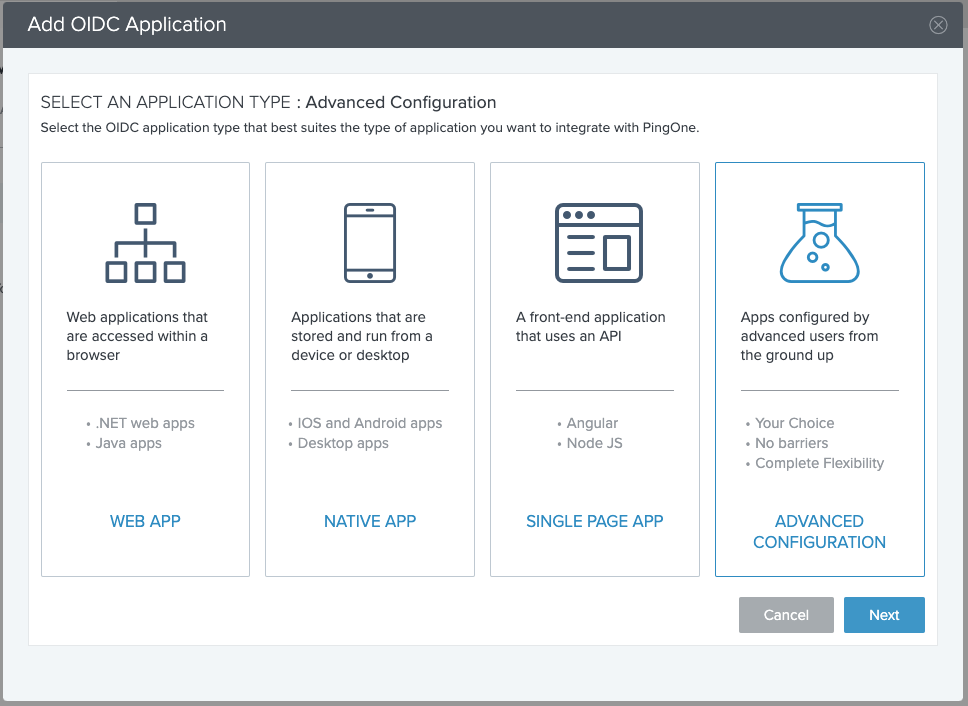 Add OIDC Application
SELECT AN APPLICATION TYPE : Advanced Configuration
Select the OIDC application type that best suites the type of application you want to integrate with PingOne.
Web applications that
are accessed within a
browser
• .NET web apps
• Java apps
WEB APP
Applications that are
stored and run from a
device or desktop
• IOS and Android apps
• Desktop apps
NATIVE APP
A front-end application
that uses an API
• Angular
• Node JS
SINGLE PAGE APP
Apps configured by
advanced users from
the ground up
• Your Choice
• No barriers
• Complete Flexibility
ADVANCED
CONFIGURATION
Cancel
Next